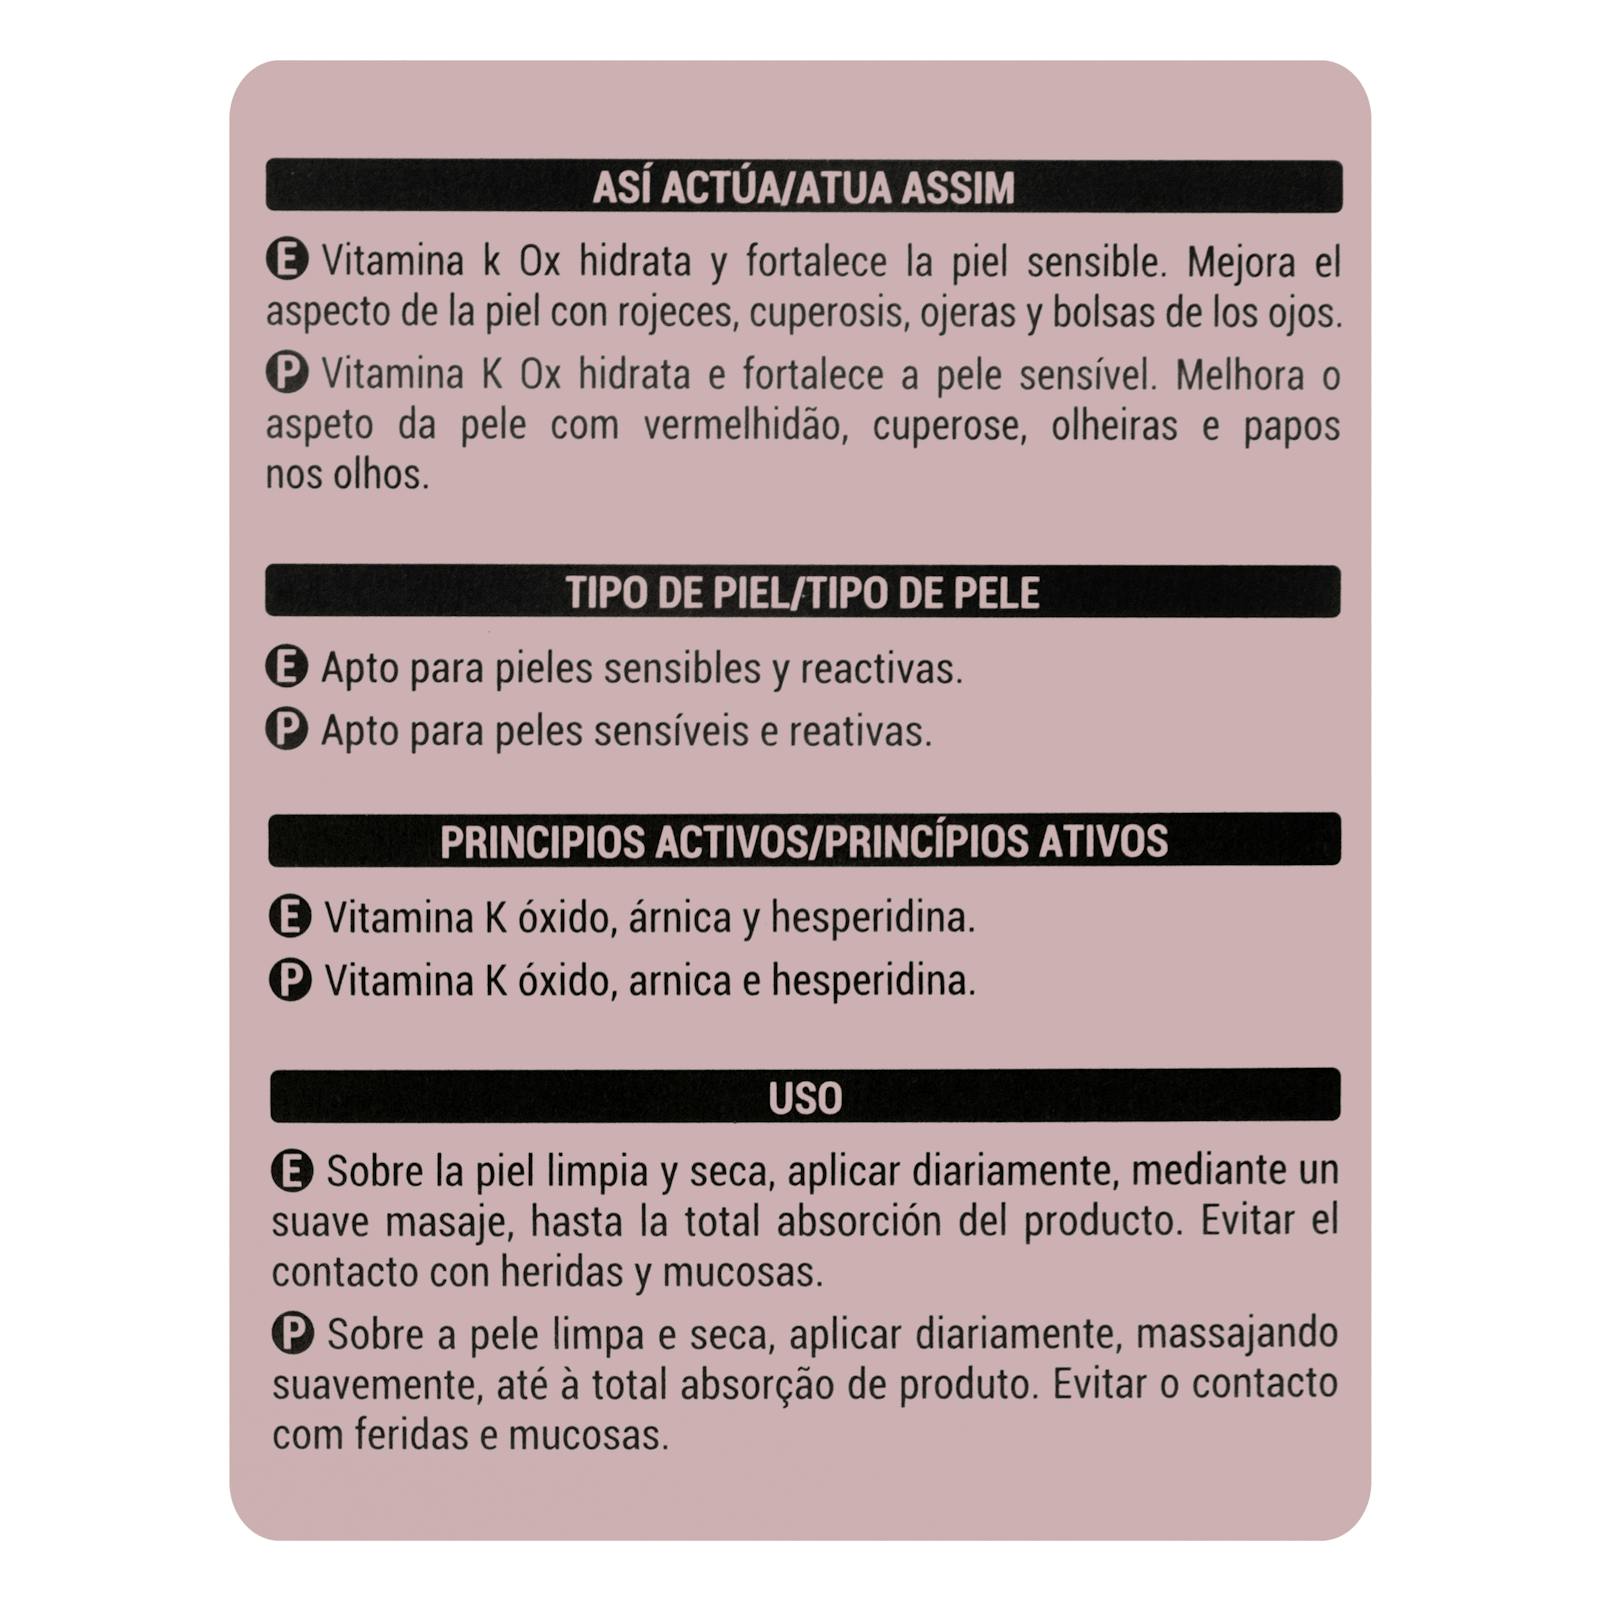 ASÍ ACTÚA/ATUA ASSIM
E Vitamina k Ox hidrata y fortalece la piel sensible. Mejora el
aspecto de la piel con rojeces, cuperosis, ojeras y bolsas de los ojos.
P Vitamina K Ox hidrata e fortalece a pele sensível. Melhora o
aspeto da pele com vermelhidão, cuperose, olheiras e papos
nos olhos.
TIPO DE PIEL/TIPO DE PELE
E Apto para pieles sensibles y reactivas.
P Apto para peles sensíveis e reativas.
PRINCIPIOS ACTIVOS/PRINCÍPIOS ATIVOS
E Vitamina K óxido, árnica y hesperidina.
P Vitamina K óxido, arnica e hesperidina.
USO
E Sobre la piel limpia y seca, aplicar diariamente, mediante un
suave masaje, hasta la total absorción del producto. Evitar el
contacto con heridas y mucosas.
P Sobre a pele limpa e seca, aplicar diariamente, massajando
suavemente, até à total absorção de produto. Evitar o contacto
com feridas e mucosas.